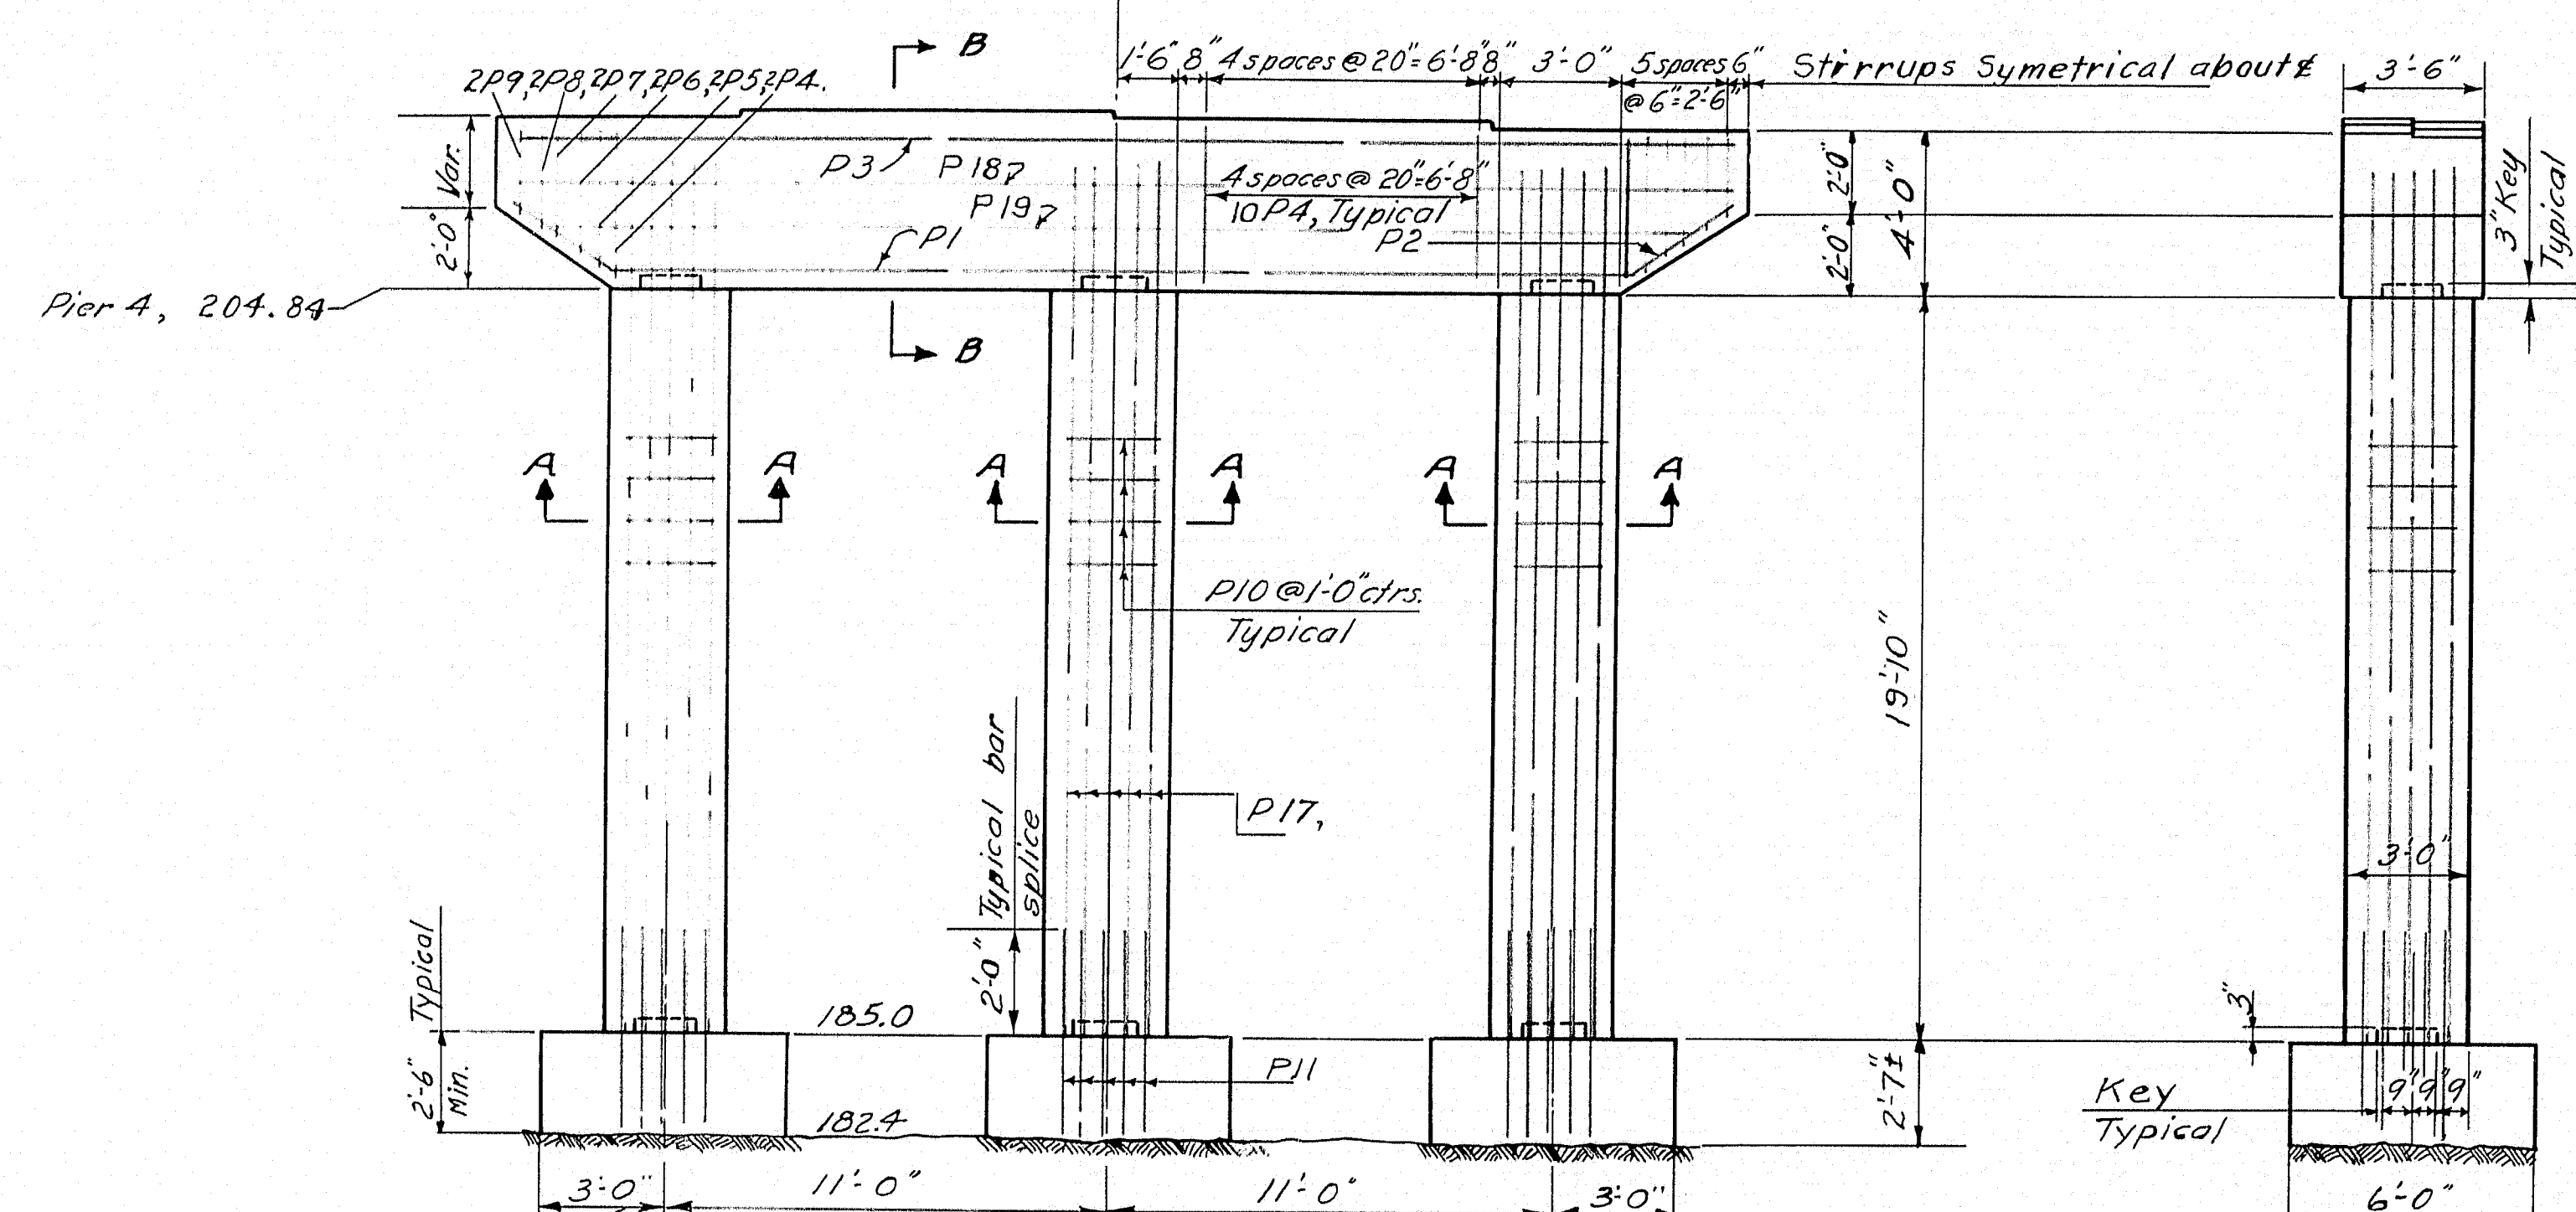 B
1'-6" 8" 4 spaces @ 20"=6'-8" 8" 3'-0" 5 spaces 6" Strrrups Symetrical about ℄
@ 6"=2'-6"
3'-6"
2P9, 2P8, 2P7, 2P6, 2P5, 2P4.
Var.
2'-0"
P3
P18
P19
P1
4 spaces @ 20"=6'-8"
10P4, Typical
P2
2'-0"
2'-0"
4'-0"
3" Key
Typical
Pier 4, 204.84
B
A A A A A A
P10 @ 1'-0" ctrs.
Typical
19'-10"
Typical bar
splice
2'-0"
P17,
3'-0"
Typical
2'-6"
Min.
185.0
182.4
P11
2'-7"±
3"
Key
Typical
9" 9" 9"
3'-0" 11'-0" 11'-0" 3'-0" 6'-0"